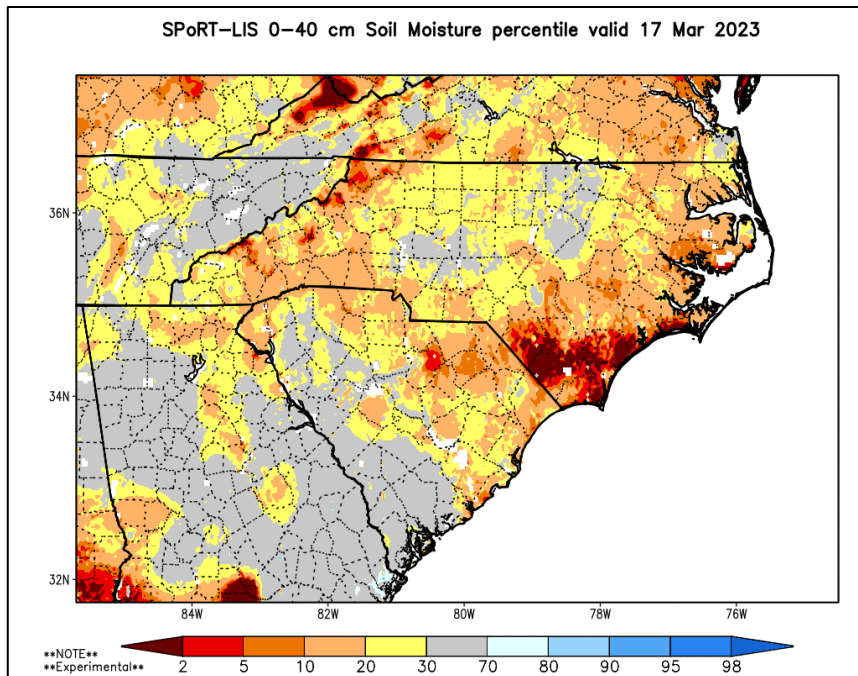 SPoRT-LIS 0-40 cm Soil Moisture percentile valid 17 Mar 2023
36N
34N
32N
84W 82W 80W 78W 76W
**NOTE**
**Experimental**
2 5 10 20 30 70 80 90 95 98